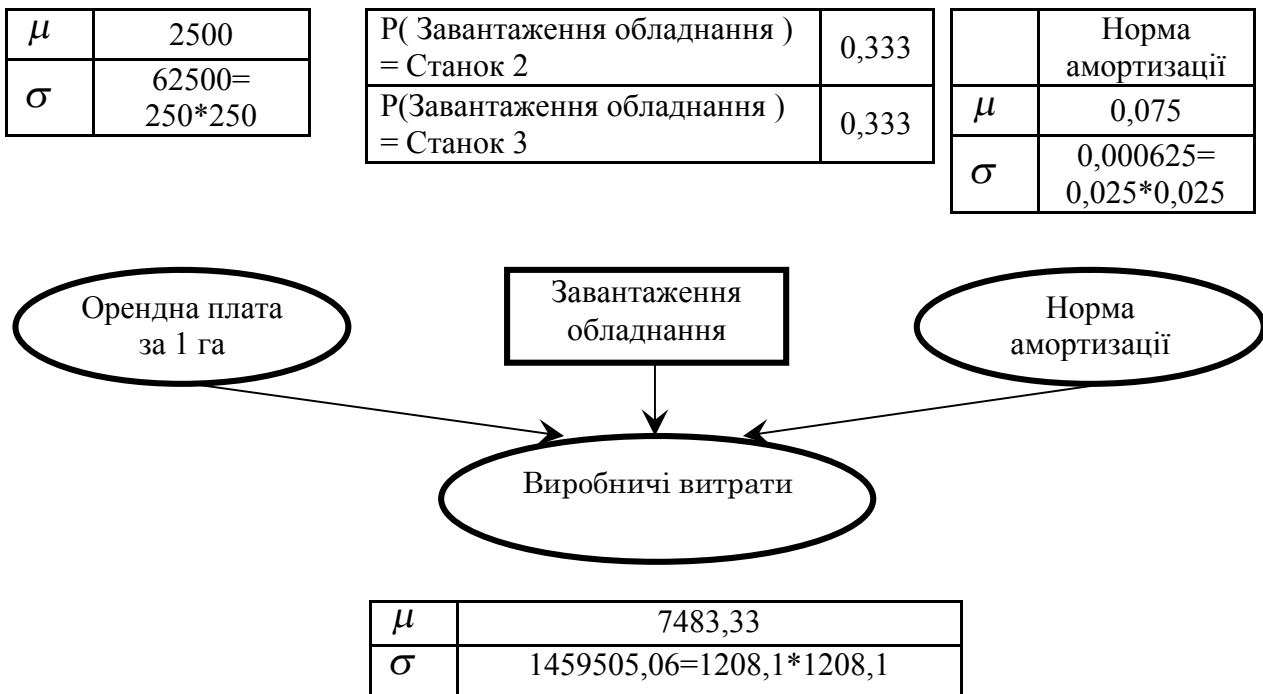 μ 2500
σ 62500=
250*250
P( Завантаження обладнання )
= Станок 2 0,333
P(Завантаження обладнання )
= Станок 3 0,333
Норма
амортизації
μ 0,075
σ 0,000625=
0,025*0,025
Орендна плата
за 1 га
Завантаження
обладнання
Норма
амортизації
Виробничі витрати
μ 7483,33
σ 1459505,06=1208,1*1208,1